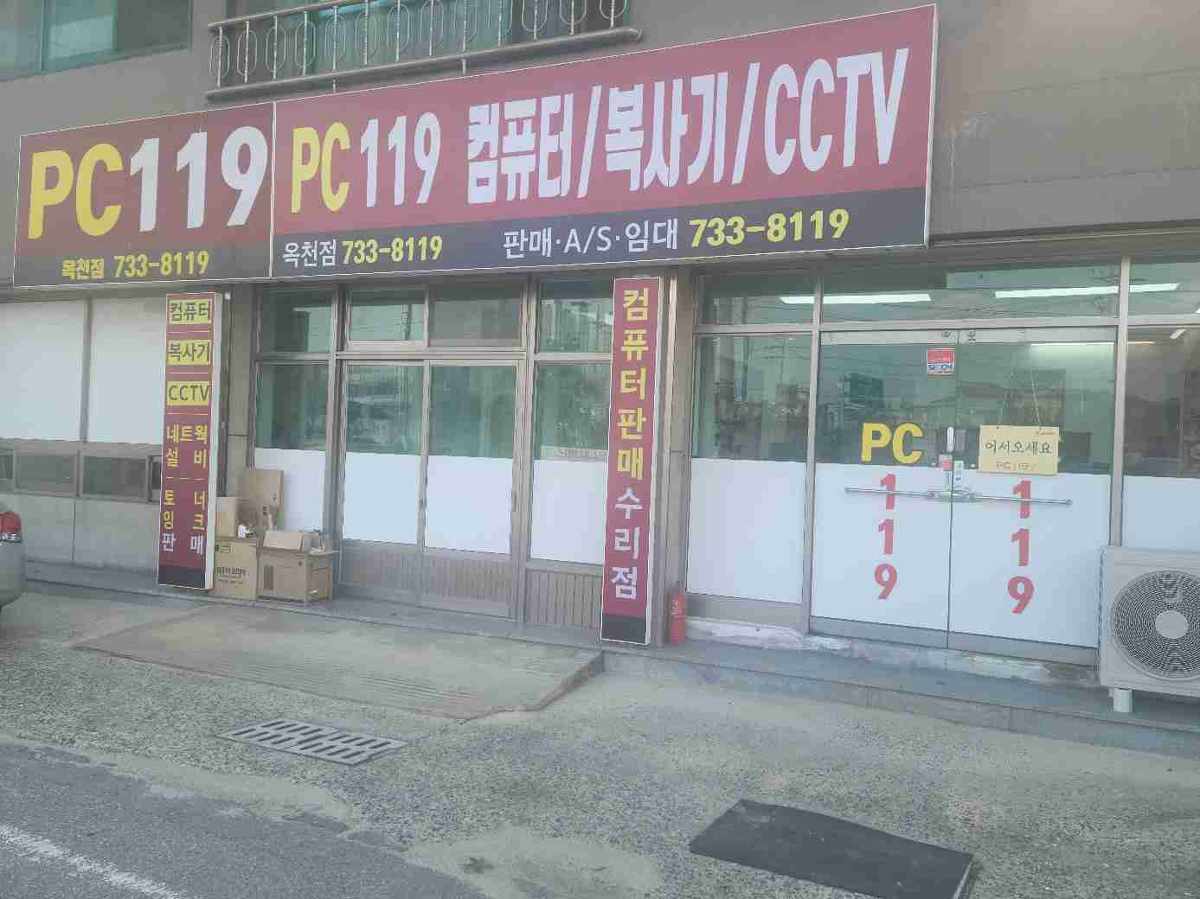 PC119
옥천점 733-8119
PC 119 컴퓨터/복사기/CCTV
옥천점 733-8119 판매·A/S·임대 733-8119
컴퓨터
복사기
CCTV
네트웍
설비
토너
잉크
판매
컴퓨터판매수리점
PC
119
119
어서오세요
PC119